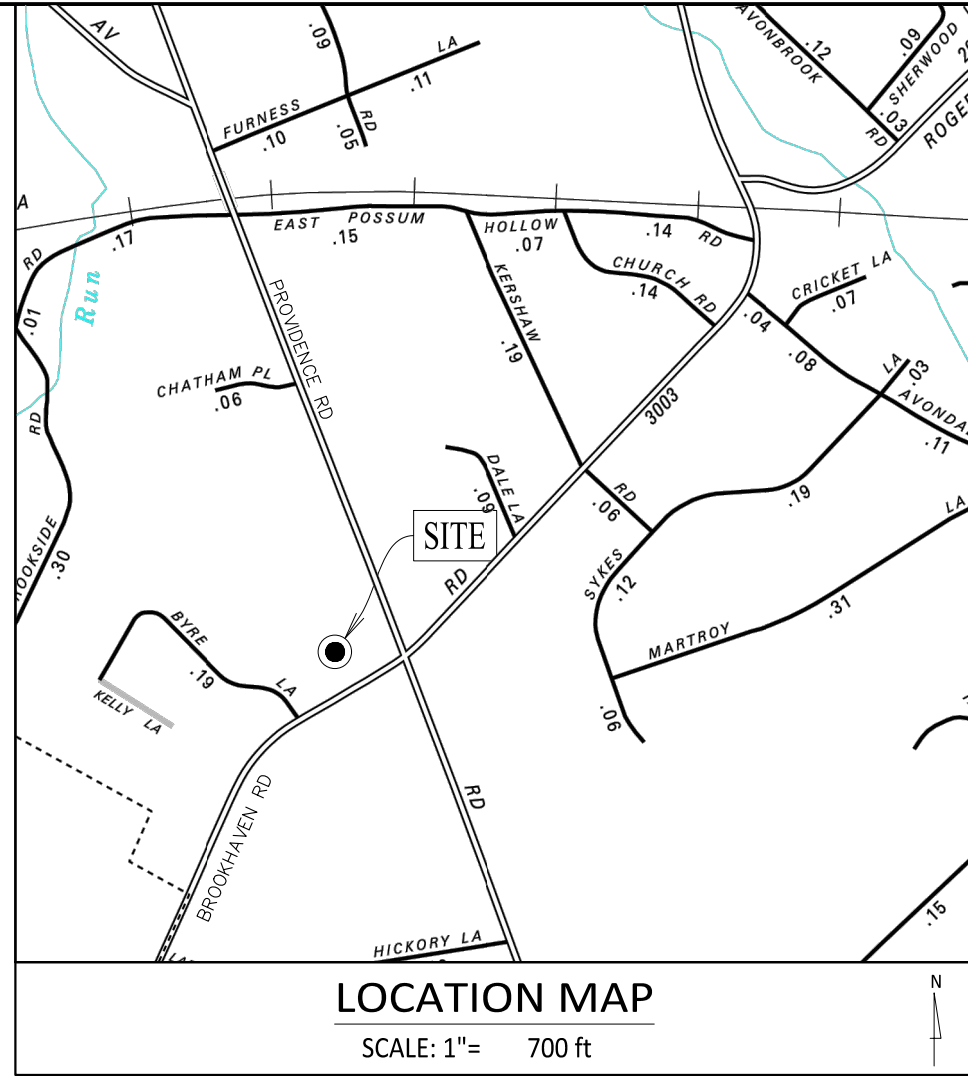 AV
.09
LA
.11
FURNESS
.10
RD
.05
AVONBROOK
.12
.09
SHERWOOD
.03
RD
ROGE
A
EAST POSSUM HOLLOW RD
.17
.15
.07
.14
RD
.01
Run
PROVIDENCE RD
KERSHAW
.19
CHURCH RD
.14
CRICKET LA
.07
.04
.08
CHATHAM PL
.06
LA
.03
AVONDA
.11
3003
RD
DALE LA
.09
RD
.06
.19
SITE
RD
LA
OOKSIDE
.30
SYKES
.12
.31
MARTROY
BYRE
.19
LA
KELLY LA
.06
RD
BROOKHAVEN RD
.15
HICKORY LA
LOCATION MAP
SCALE: 1"= 700 ft
N